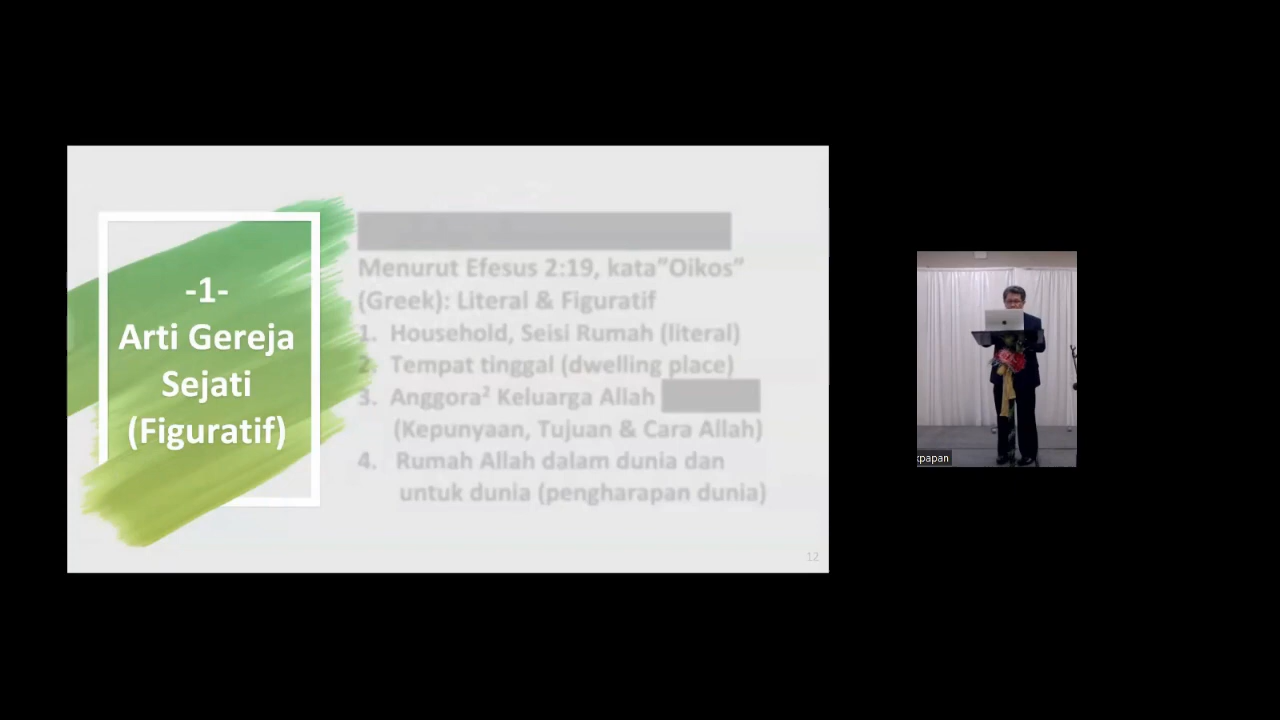 -1-
Arti Gereja
Sejati
(Figuratif)
Menurut Efesus 2:19, kata"Oikos"
(Greek): Literal & Figuratif
1. Household, Seisi Rumah (literal)
2. Tempat tinggal (dwelling place)
3. Anggora² Keluarga Allah
(Kepunyaan, Tujuan & Cara Allah)
4. Rumah Allah dalam dunia dan
untuk dunia (pengharapan dunia)
12
kpapan